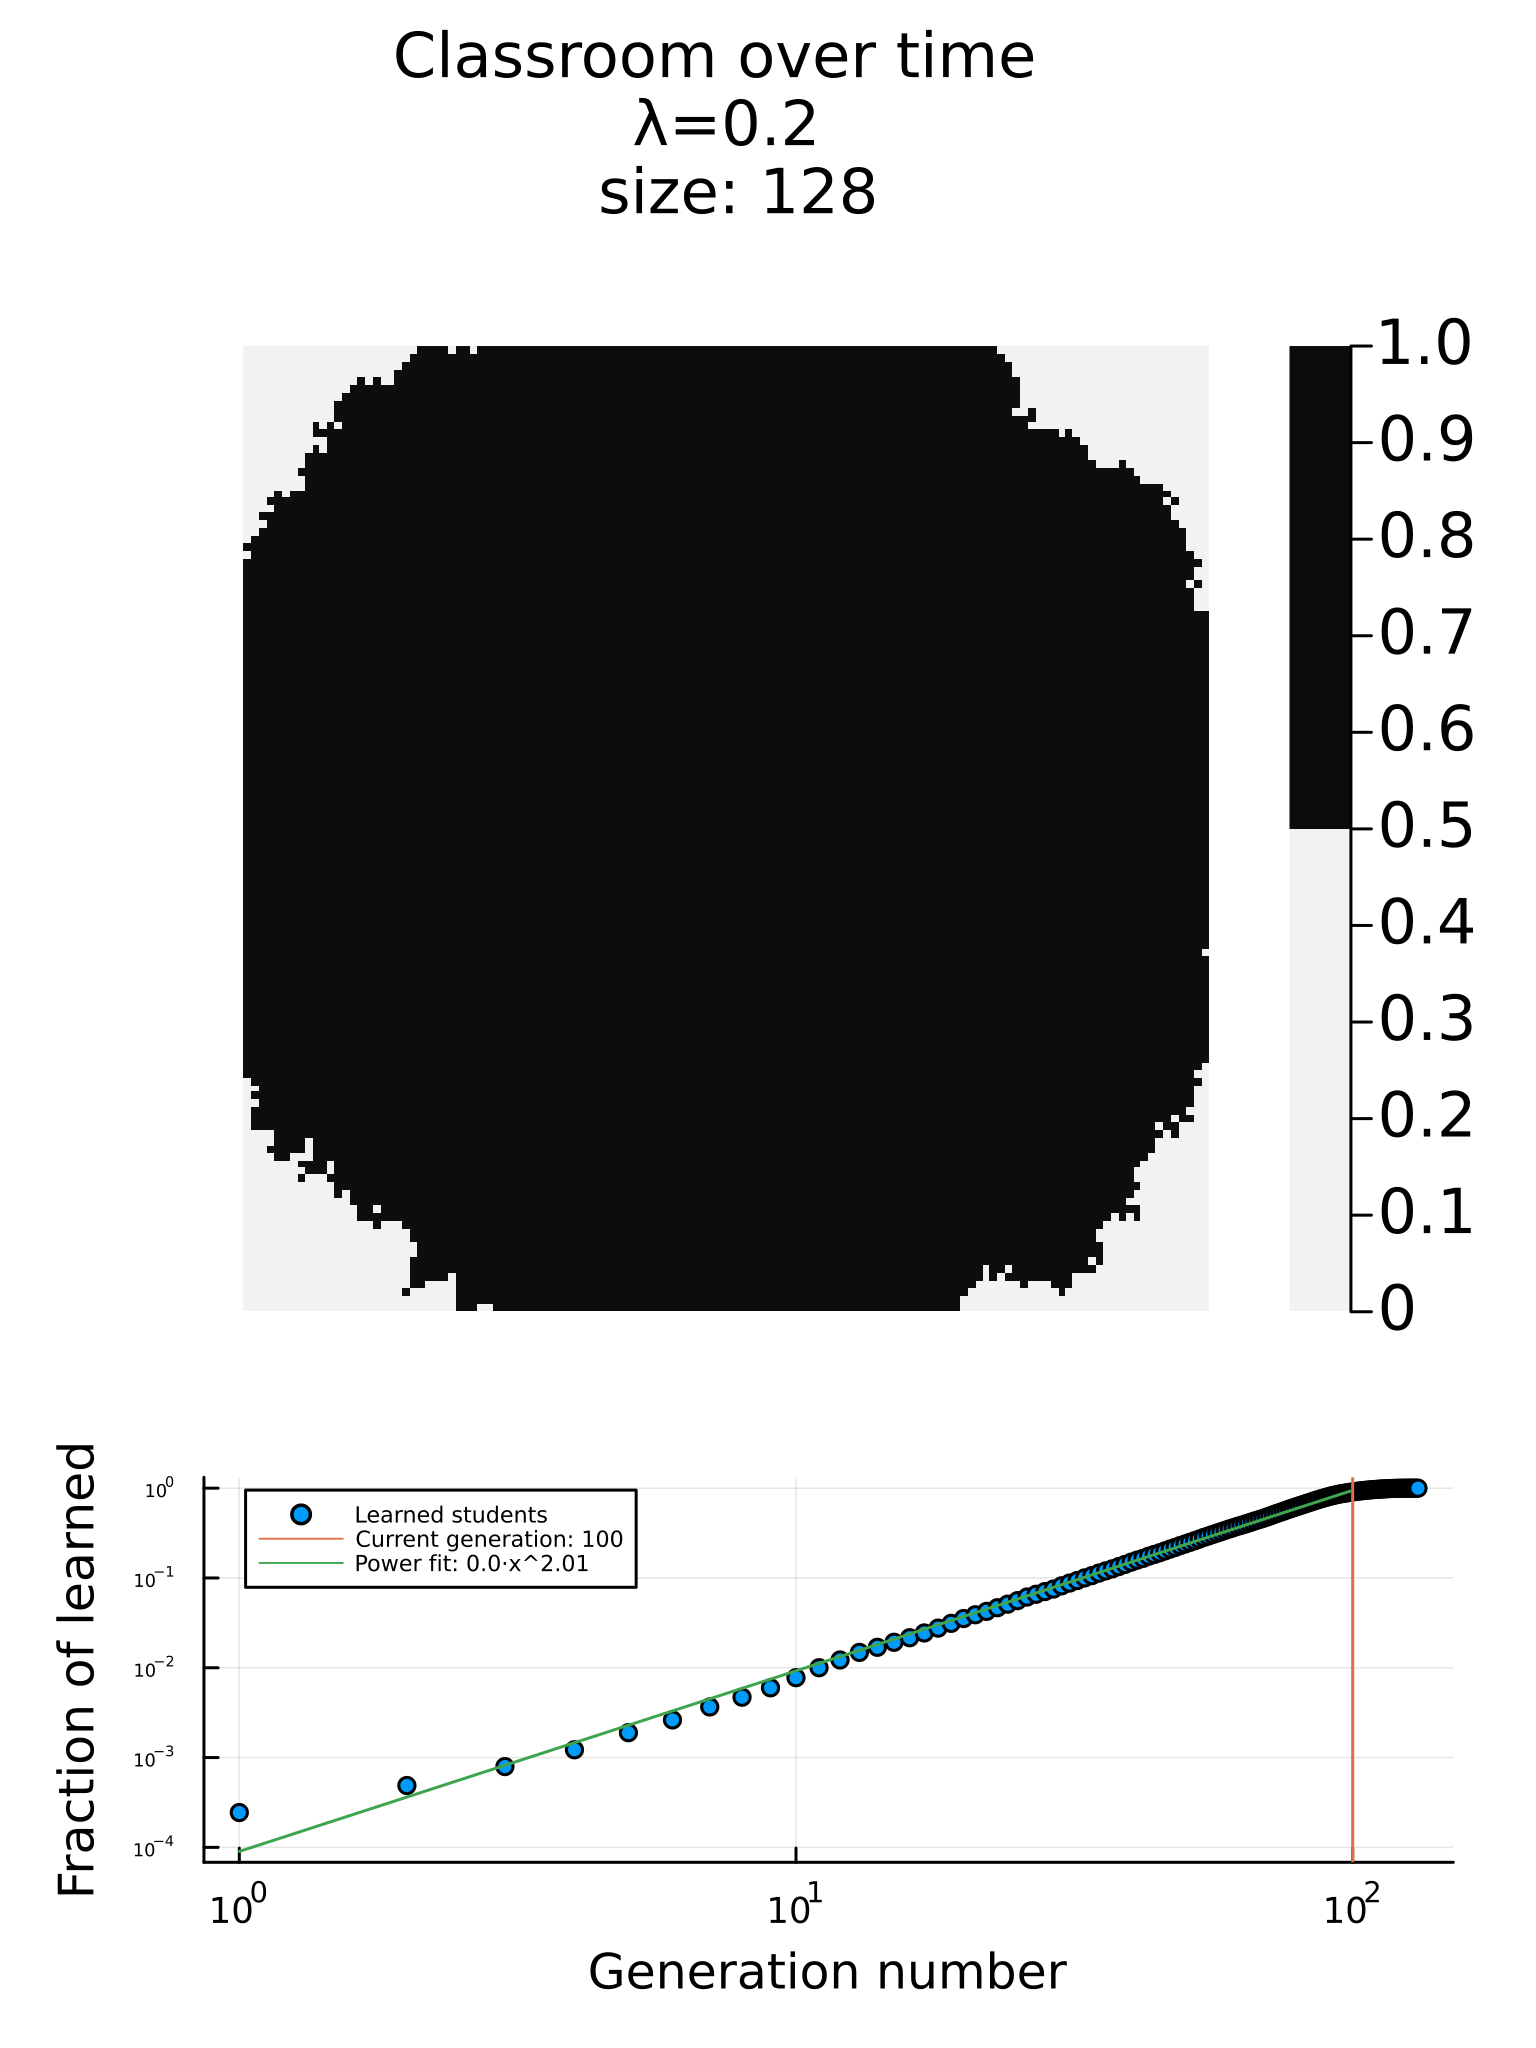 Classroom over time
λ=0.2
size: 128
1.0
0.9
0.8
0.7
0.6
0.5
0.4
0.3
0.2
0.1
0
Fraction of learned
10^0
10^-1
10^-2
10^-3
10^-4
Learned students
Current generation: 100
Power fit: 0.0·x^2.01
10^0 10^1 10^2
Generation number